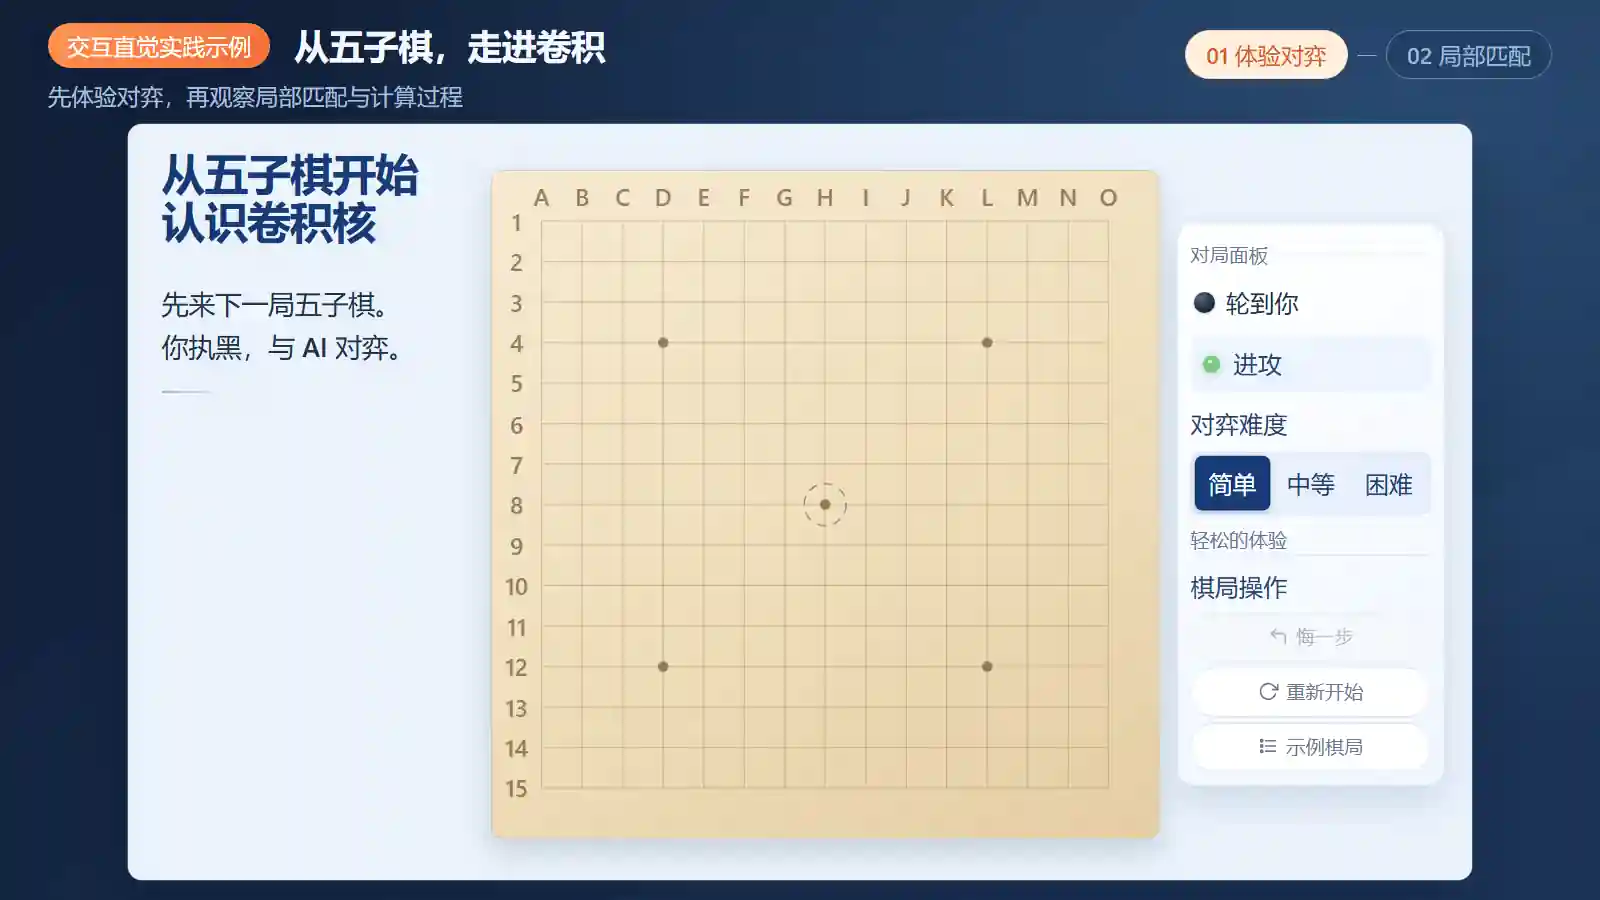 交互直觉实践示例
从五子棋，走进卷积
01 体验对弈 — 02 局部匹配
先体验对弈，再观察局部匹配与计算过程
从五子棋开始
认识卷积核
先来下一局五子棋。
你执黑，与 AI 对弈。
A B C D E F G H I J K L M N O
1
2
3
4
5
6
7
8
9
10
11
12
13
14
15
对局面板
轮到你
进攻
对弈难度
简单 中等 困难
轻松的体验
棋局操作
悔一步
重新开始
示例棋局